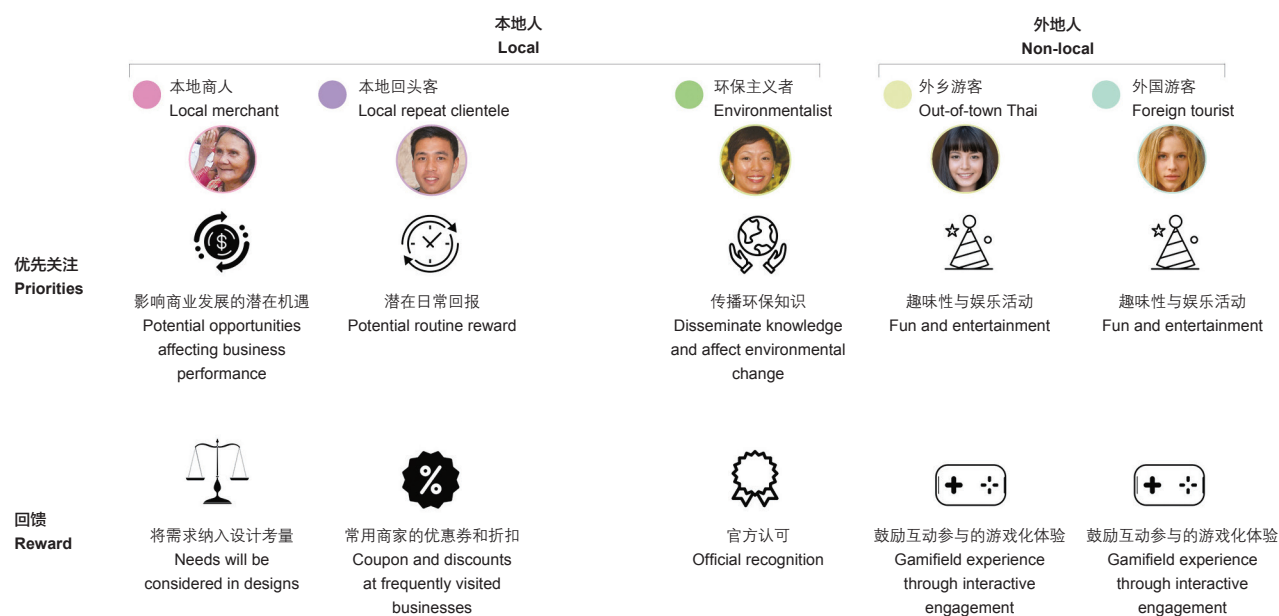 本地人
Local
外地人
Non-local
本地商人
Local merchant
本地回头客
Local repeat clientele
环保主义者
Environmentalist
外乡游客
Out-of-town Thai
外国游客
Foreign tourist
优先关注
Priorities
$
影响商业发展的潜在机遇
Potential opportunities
affecting business
performance
潜在日常回报
Potential routine reward
传播环保知识
Disseminate knowledge
and affect environmental
change
趣味性与娱乐活动
Fun and entertainment
趣味性与娱乐活动
Fun and entertainment
回馈
Reward
将需求纳入设计考量
Needs will be
considered in designs
%
常用商家的优惠券和折扣
Coupon and discounts
at frequently visited
businesses
官方认可
Official recognition
鼓励互动参与的游戏化体验
Gamifield experience
through interactive
engagement
鼓励互动参与的游戏化体验
Gamifield experience
through interactive
engagement